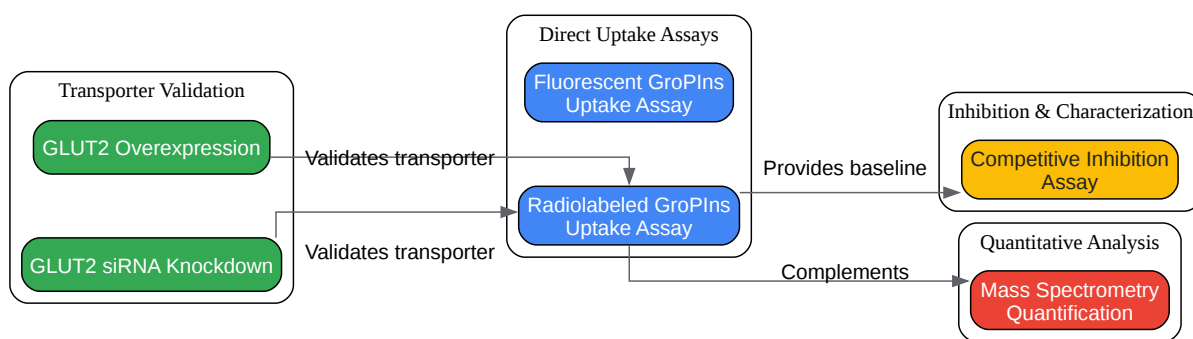 Transporter Validation
GLUT2 Overexpression
GLUT2 siRNA Knockdown
Validates transporter
Validates transporter
Direct Uptake Assays
Fluorescent GroPIns
Uptake Assay
Radiolabeled GroPIns
Uptake Assay
Provides baseline
Complements
Inhibition & Characterization
Competitive Inhibition
Assay
Quantitative Analysis
Mass Spectrometry
Quantification